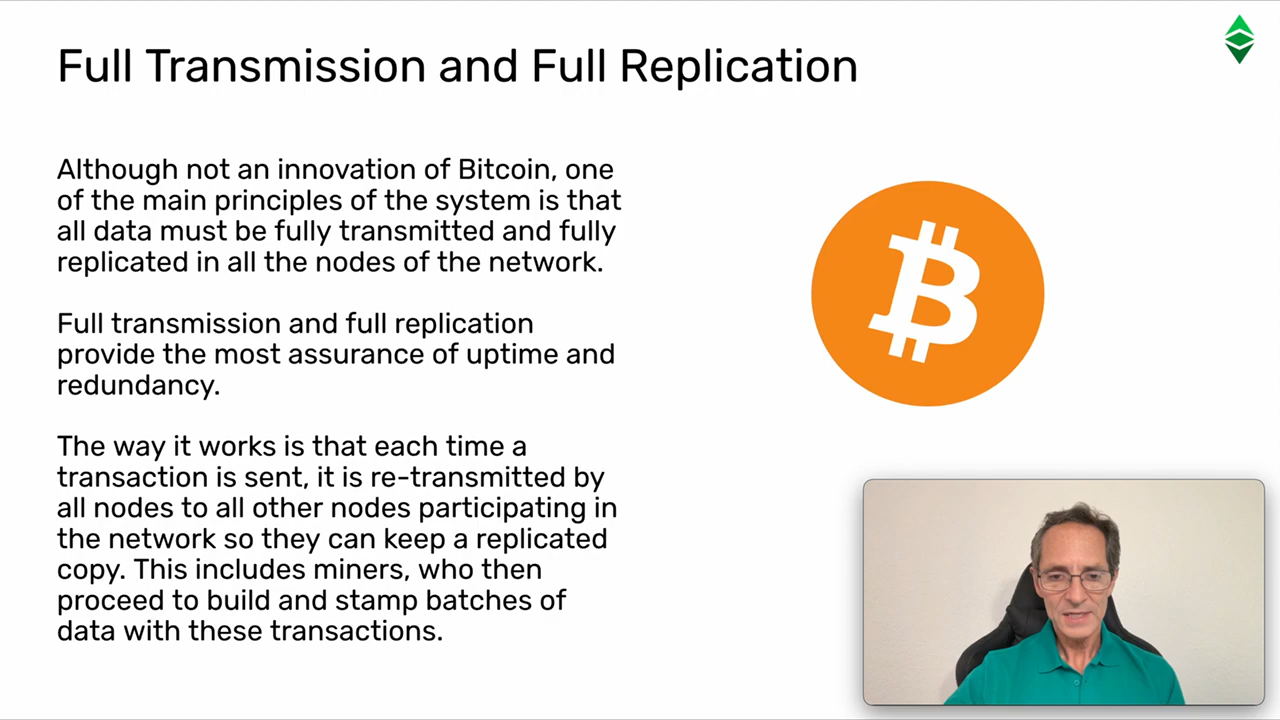 Full Transmission and Full Replication
Although not an innovation of Bitcoin, one
of the main principles of the system is that
all data must be fully transmitted and fully
replicated in all the nodes of the network.
Full transmission and full replication
provide the most assurance of uptime and
redundancy.
The way it works is that each time a
transaction is sent, it is re-transmitted by
all nodes to all other nodes participating in
the network so they can keep a replicated
copy. This includes miners, who then
proceed to build and stamp batches of
data with these transactions.